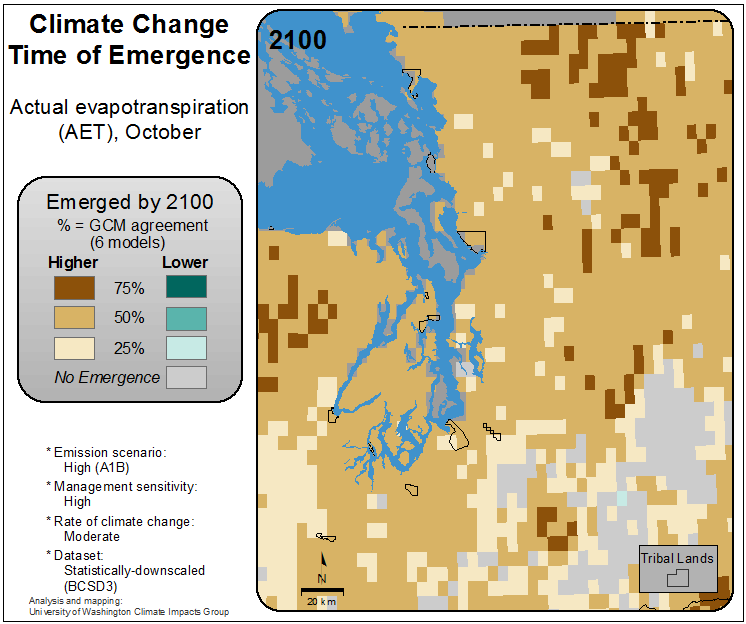 Climate Change
Time of Emergence
Actual evapotranspiration
(AET), October
Emerged by 2100
% = GCM agreement
(6 models)
Higher Lower
75%
50%
25%
No Emergence
* Emission scenario:
High (A1B)
* Management sensitivity:
High
* Rate of climate change:
Moderate
* Dataset:
Statistically-downscaled
(BCSD3)
Analysis and mapping:
University of Washington Climate Impacts Group
2100
N
20 km
Tribal Lands